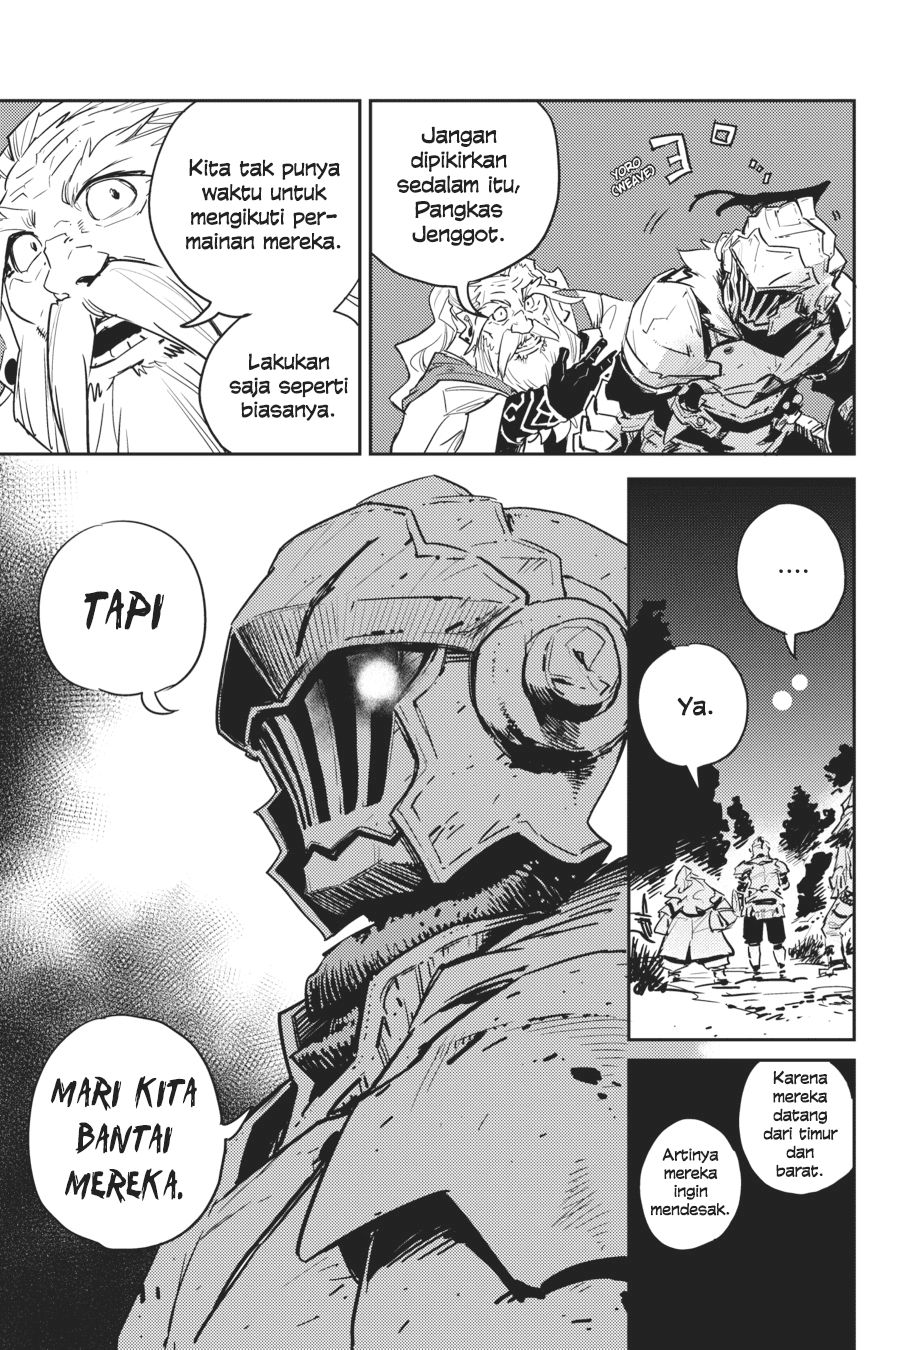 Jangan
dipikirkan
sedalam itu,
Pangkas
Jenggot.
ヨロ
YORO
(WEAVE)
Kita tak punya
waktu untuk
mengikuti per-
mainan mereka.
Lakukan
saja seperti
biasanya.
....
Ya.
Karena
mereka
datang
dari timur
dan
barat.
Artinya
mereka
ingin
mendesak.
TAPI
MARI KITA
BANTAI
MEREKA.